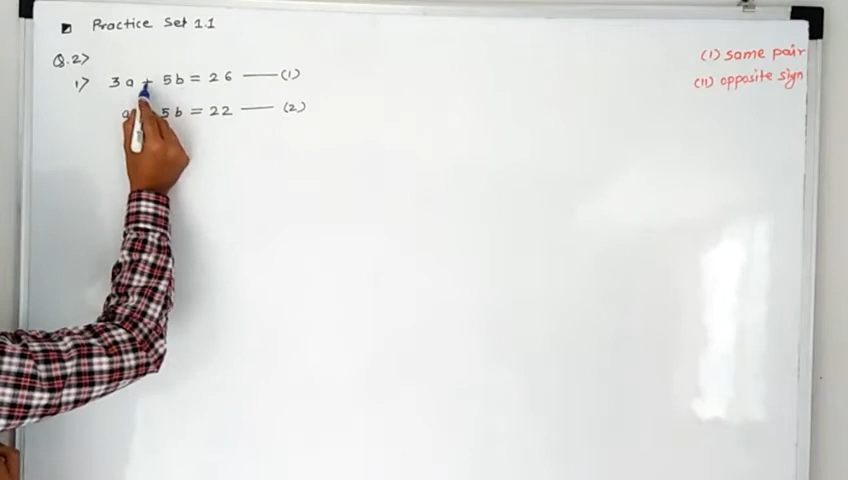 Practice Set 1.1
Q.2>
1> 3a + 5b = 26 —— (1)
a 5b = 22 —— (2)
(I) same pair
(II) opposite sign